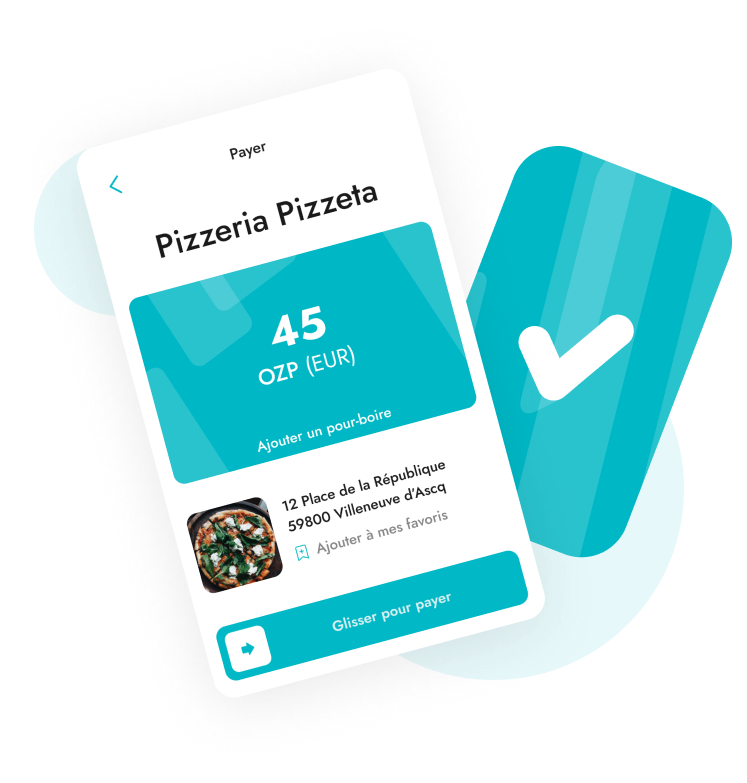 Payer
Pizzeria Pizzeta
45
OZP (EUR)
Ajouter un pour-boire
12 Place de la République
59800 Villeneuve d'Ascq
Ajouter à mes favoris
Glisser pour payer